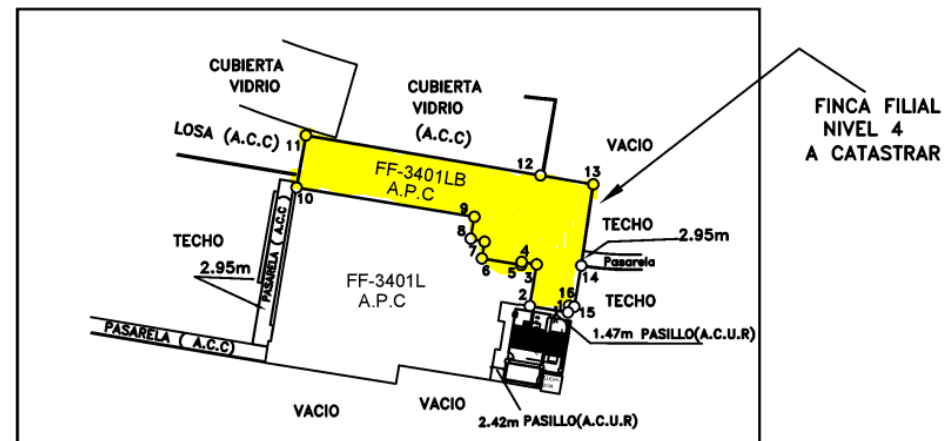 CUBIERTA
VIDRIO
CUBIERTA
VIDRIO
(A.C.C)
FINCA FILIAL
NIVEL 4
A CATASTRAR
LOSA (A.C.C)
11
12
13
VACIO
FF-3401LB
A.P.C
10
9
8
7
6
5
4
3
TECHO
2.95m
Pasarela
14
TECHO
2.95m
PASARELA ( A.C.C )
FF-3401L
A.P.C
2
1
16
15
TECHO
PASARELA ( A.C.C)
1.47m PASILLO(A.C.U.R)
VACIO
VACIO
2.42m PASILLO(A.C.U.R)